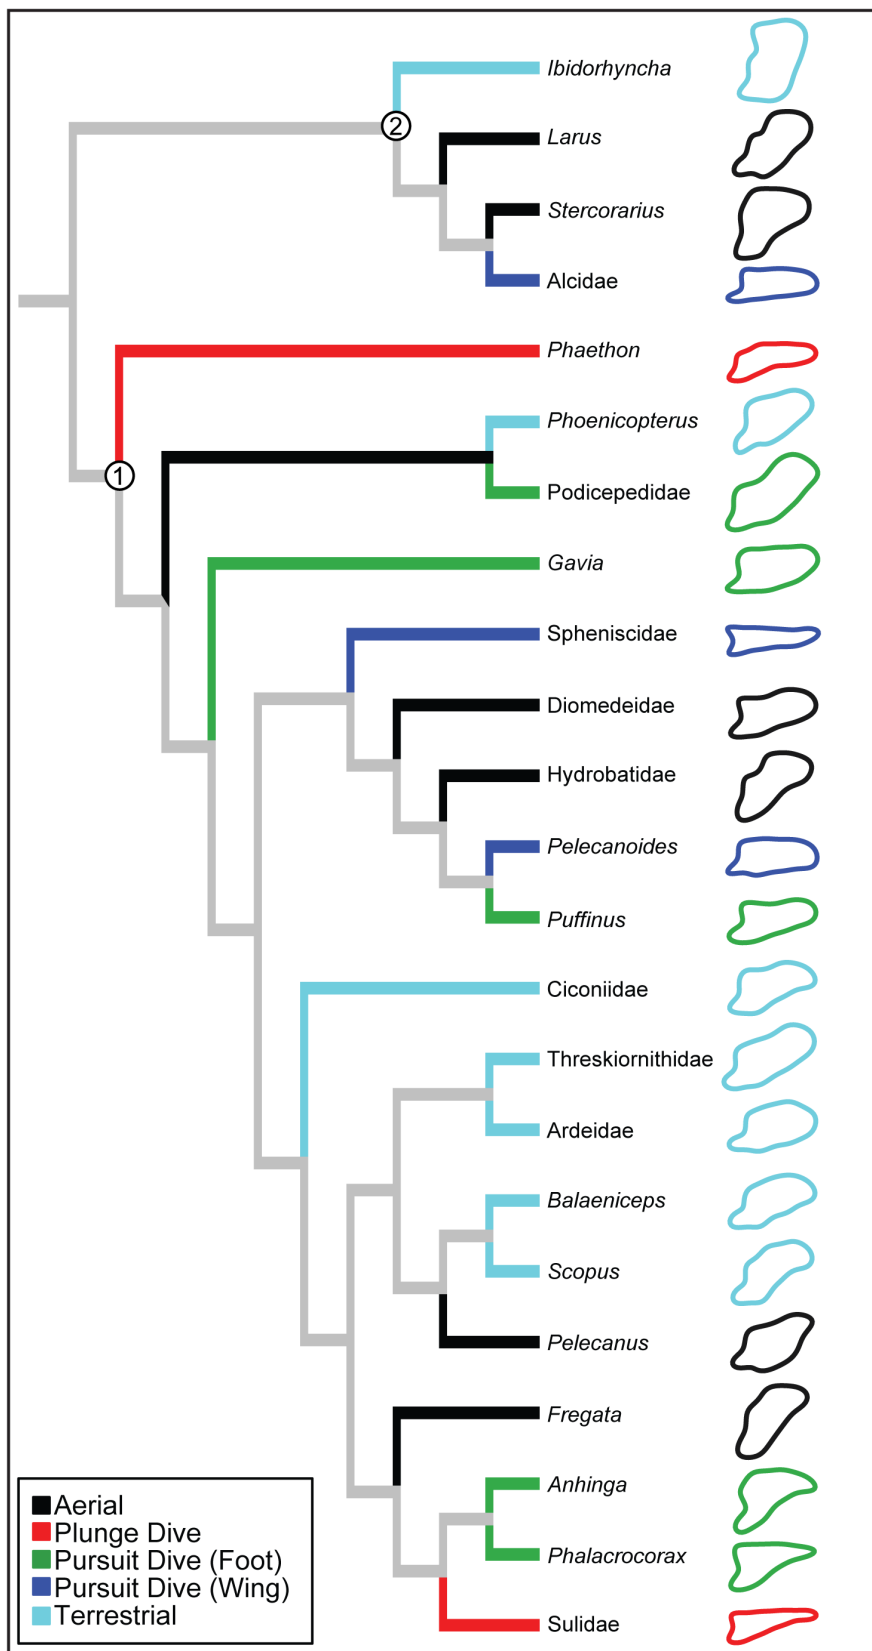 Ibidorhyncha
2
Larus
Stercorarius
Alcidae
Phaethon
Phoenicopterus
1
Podicepedidae
Gavia
Spheniscidae
Diomedeidae
Hydrobatidae
Pelecanoides
Puffinus
Ciconiidae
Threskiornithidae
Ardeidae
Balaeniceps
Scopus
Pelecanus
Fregata
Anhinga
Phalacrocorax
Sulidae
Aerial
Plunge Dive
Pursuit Dive (Foot)
Pursuit Dive (Wing)
Terrestrial